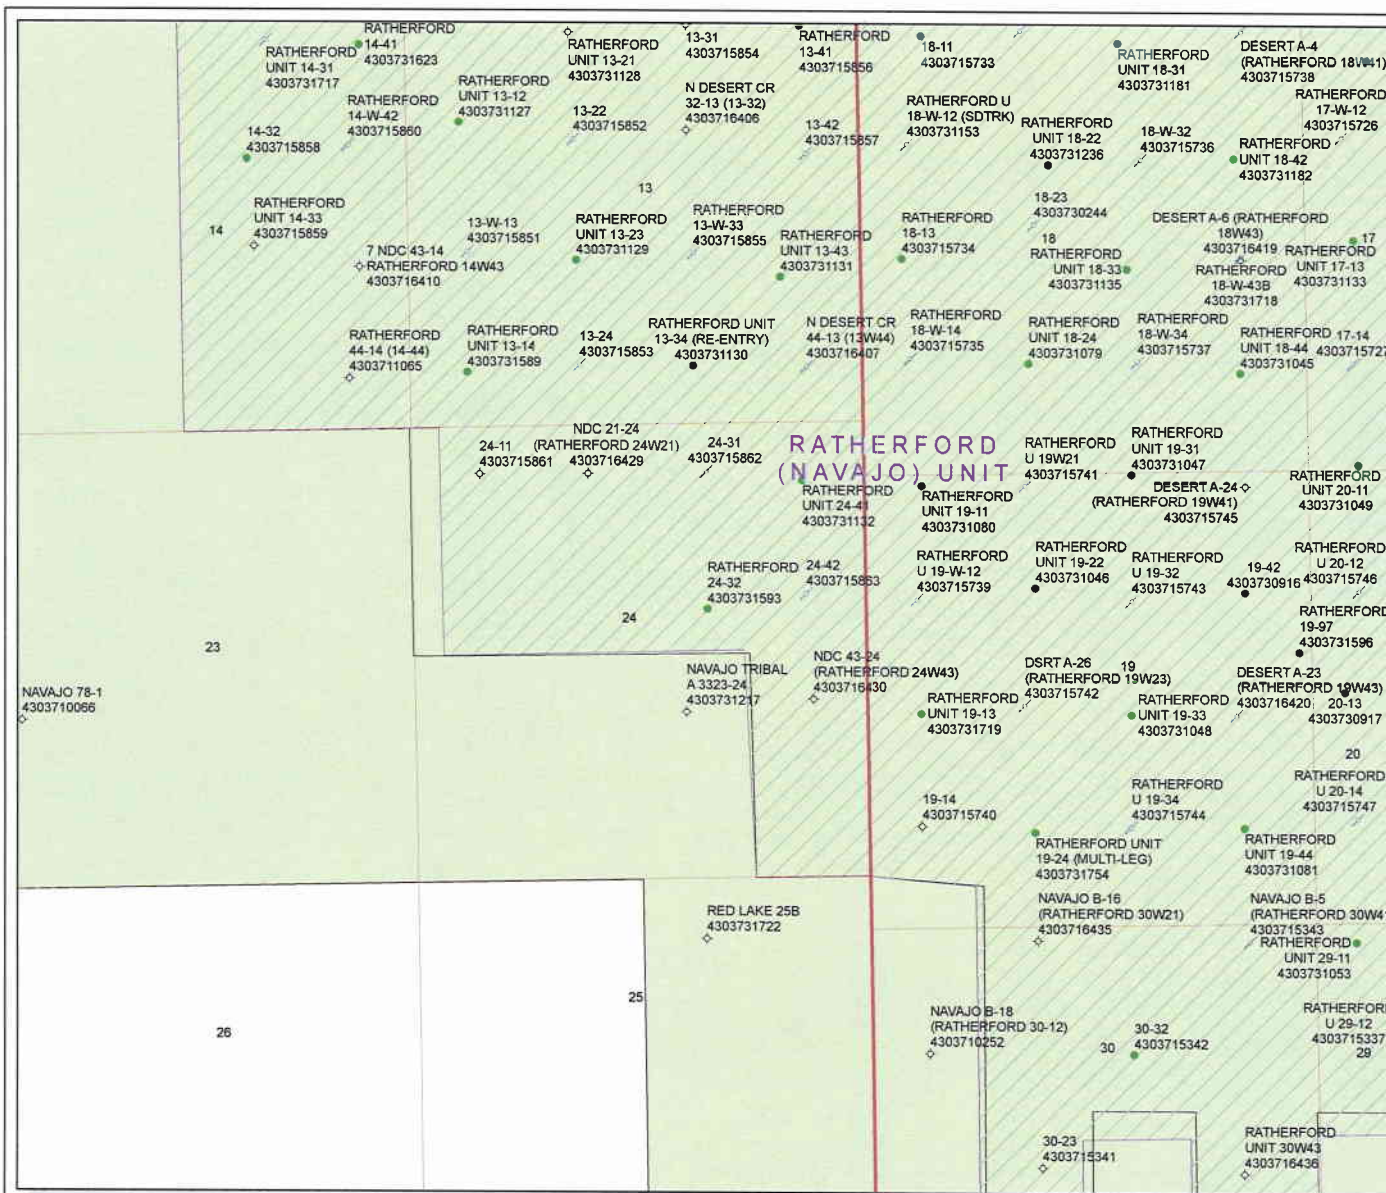 RATHERFORD
14-41
4303731623
RATHERFORD
UNIT 14-31
4303731717
RATHERFORD
UNIT 13-21
4303731128
13-31
4303715854
RATHERFORD
13-41
4303715856
18-11
4303715733
RATHERFORD
UNIT 18-31
4303731181
DESERT A-4
(RATHERFORD 18W41)
4303715738
RATHERFORD
14-W-42
4303715860
RATHERFORD
UNIT 13-12
4303731127
13-22
4303715852
N DESERT CR
32-13 (13-32)
4303716406
13-42
4303715857
RATHERFORD U
18-W-12 (SDTRK)
4303731153
RATHERFORD
UNIT 18-22
4303731236
18-W-32
4303715736
RATHERFORD
17-W-12
4303715726
RATHERFORD
UNIT 18-42
4303731182
14-32
4303715858
13
RATHERFORD
UNIT 14-33
4303715859
14
7 NDC 43-14
RATHERFORD 14W43
4303716410
13-W-13
4303715851
RATHERFORD
UNIT 13-23
4303731129
RATHERFORD
13-W-33
4303715855
RATHERFORD
UNIT 13-43
4303731131
RATHERFORD
18-13
4303715734
18-23
4303730244
18
RATHERFORD
UNIT 18-33
4303731135
DESERT A-6 (RATHERFORD
18W43)
4303716419
RATHERFORD
18-W-43B
4303731718
17
RATHERFORD
UNIT 17-13
4303731133
RATHERFORD
44-14 (14-44)
4303711065
RATHERFORD
UNIT 13-14
4303731589
13-24
4303715853
RATHERFORD UNIT
13-34 (RE-ENTRY)
4303731130
N DESERT CR
44-13 (13W44)
4303716407
RATHERFORD
18-W-14
4303715735
RATHERFORD
UNIT 18-24
4303731079
RATHERFORD
18-W-34
4303715737
RATHERFORD
UNIT 18-44
4303731045
17-14
4303715727
24-11
4303715861
NDC 21-24
(RATHERFORD 24W21)
4303716429
24-31
4303715862
RATHERFORD
(NAVAJO) UNIT
RATHERFORD
UNIT 24-41
4303731132
RATHERFORD
UNIT 19-11
4303731080
RATHERFORD
U 19W21
4303715741
RATHERFORD
UNIT 19-31
4303731047
DESERT A-24
(RATHERFORD 19W41)
4303715745
RATHERFORD
UNIT 20-11
4303731049
RATHERFORD
24-32
4303731593
24-42
4303715863
RATHERFORD
U 19-W-12
4303715739
RATHERFORD
UNIT 19-22
4303731046
RATHERFORD
U 19-32
4303715743
19-42
4303730916
RATHERFORD
U 20-12
4303715746
RATHERFORD
19-97
4303731596
24
23
NAVAJO 78-1
4303710066
NAVAJO TRIBAL
A 3323-24
4303731217
NDC 43-24
(RATHERFORD 24W43)
4303716430
RATHERFORD
UNIT 19-13
4303731719
DSRT A-26
(RATHERFORD 19W23)
4303715742
19
RATHERFORD
UNIT 19-33
4303731048
DESERT A-23
(RATHERFORD 19W43)
4303716420
20-13
4303730917
20
19-14
4303715740
RATHERFORD UNIT
19-24 (MULTI-LEG)
4303731754
RATHERFORD
U 19-34
4303715744
RATHERFORD
UNIT 19-44
4303731081
RATHERFORD
U 20-14
4303715747
RED LAKE 25B
4303731722
NAVAJO B-16
(RATHERFORD 30W21)
4303716435
NAVAJO B-5
(RATHERFORD 30W4
4303715343
RATHERFORD
UNIT 29-11
4303731053
25
26
NAVAJO B-18
(RATHERFORD 30-12)
4303710252
30
30-32
4303715342
RATHERFORD
U 29-12
4303715337
29
30-23
4303715341
RATHERFORD
UNIT 30W43
4303716436